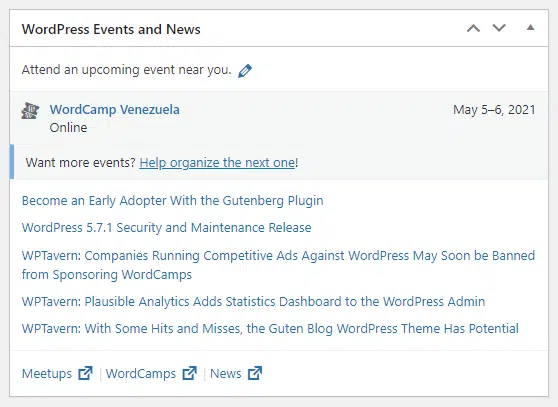 WordPress Events and News
Attend an upcoming event near you.
WordCamp Venezuela May 5–6, 2021
Online
Want more events? Help organize the next one!
Become an Early Adopter With the Gutenberg Plugin
WordPress 5.7.1 Security and Maintenance Release
WPTavern: Companies Running Competitive Ads Against WordPress May Soon be Banned
from Sponsoring WordCamps
WPTavern: Plausible Analytics Adds Statistics Dashboard to the WordPress Admin
WPTavern: With Some Hits and Misses, the Guten Blog WordPress Theme Has Potential
Meetups | WordCamps | News